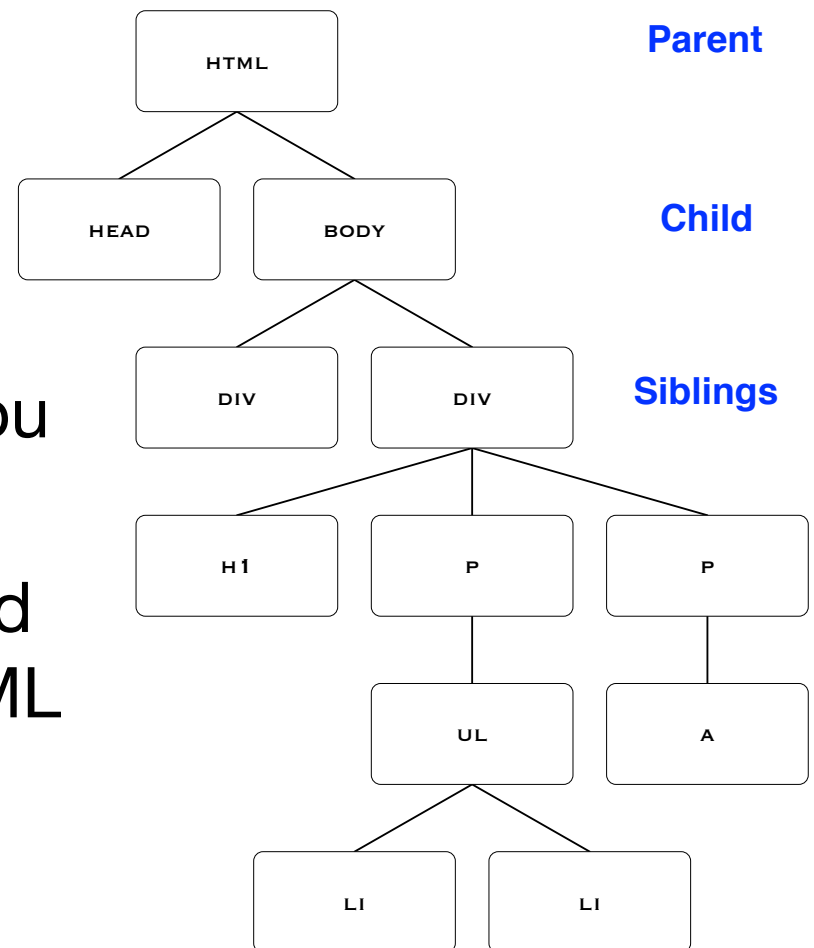 HTML
Parent
HEAD
BODY
Child
DIV
DIV
Siblings
H1
P
P
UL
A
LI
LI